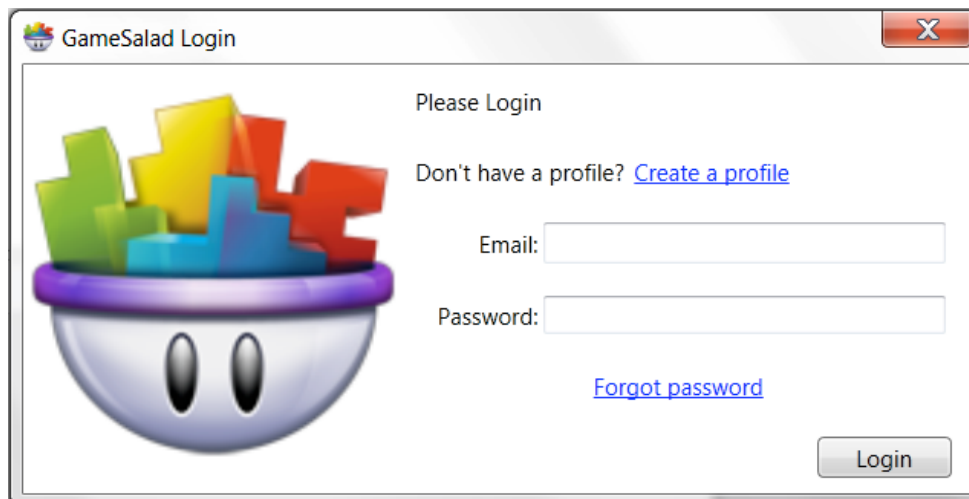 GameSalad Login
Please Login
Don't have a profile? Create a profile
Email:
Password:
Forgot password
Login